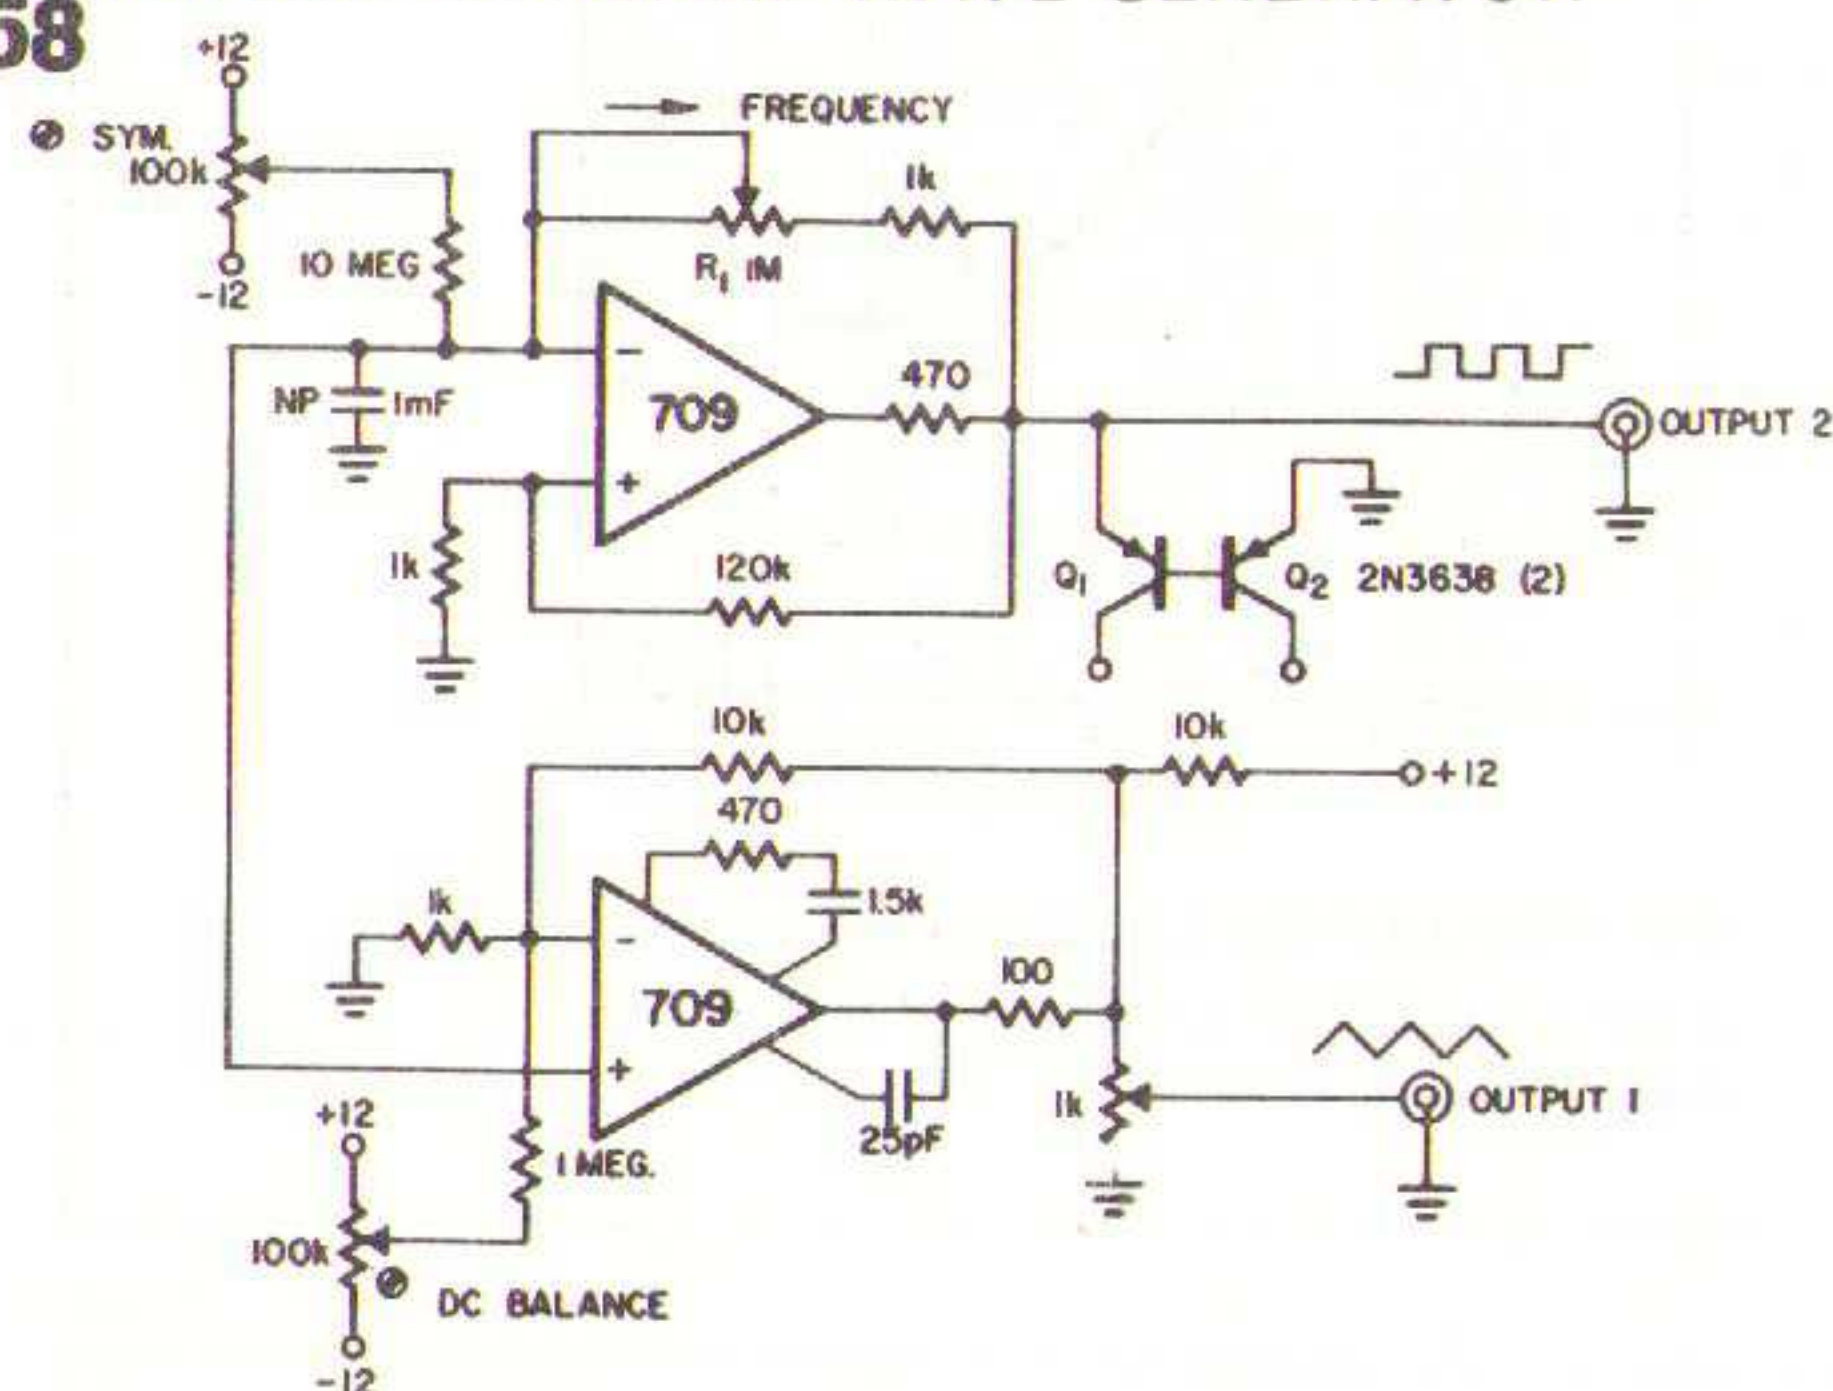 58
+12
SYM.
100k
-12
10 MEG
FREQUENCY
1k
R₁ 1M
NP
1mF
-
709
+
470
1k
120k
OUTPUT 2
Q₁
Q₂ 2N3638 (2)
10k
10k
+12
470
1.5k
1k
-
709
+
100
25pF
1k
OUTPUT 1
+12
1 MEG.
100k
DC BALANCE
-12